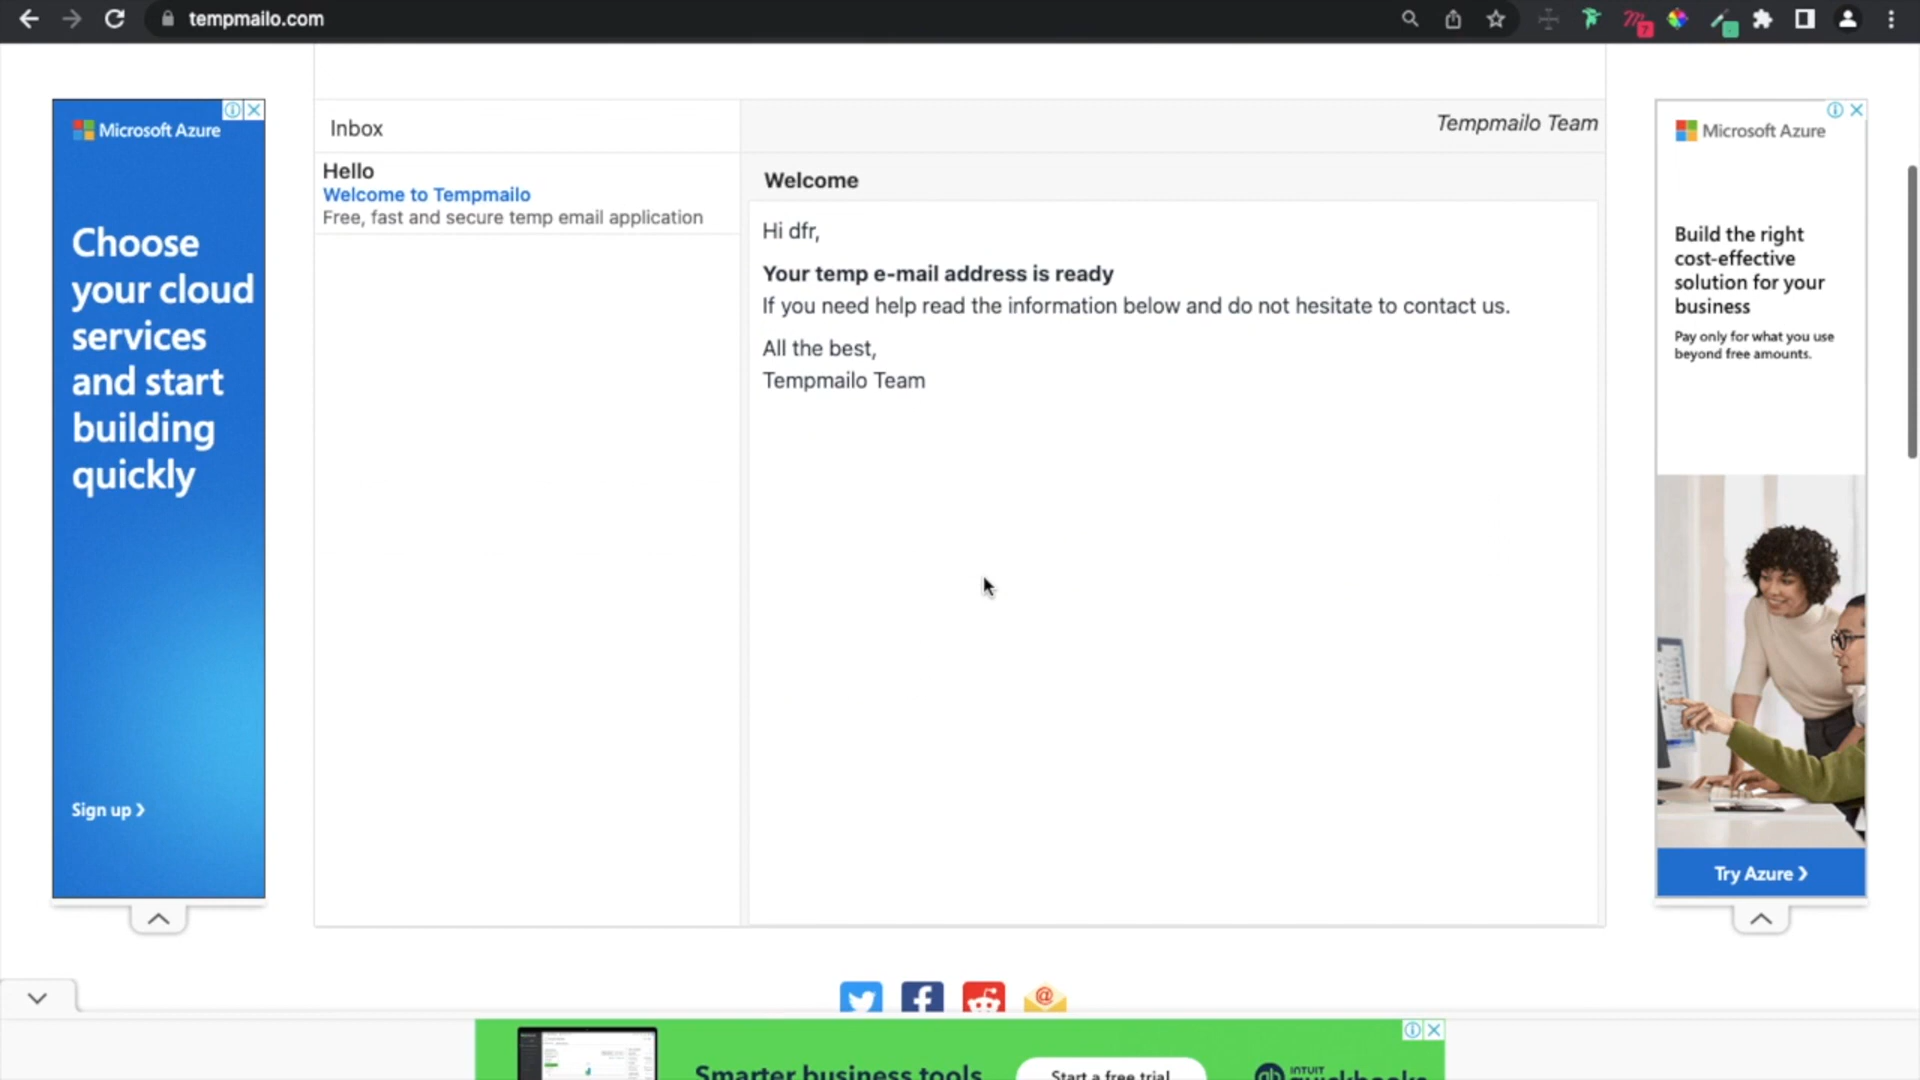 tempmailo.com
7
Microsoft Azure
Choose
your cloud
services
and start
building
quickly
Sign up
Inbox
Hello
Welcome to Tempmailo
Free, fast and secure temp email application
Tempmailo Team
Welcome
Hi dfr,
Your temp e-mail address is ready
If you need help read the information below and do not hesitate to contact us.
All the best,
Tempmailo Team
Microsoft Azure
Build the right
cost-effective
solution for your
business
Pay only for what you use
beyond free amounts.
Try Azure
Smarter business tools
Start a free trial
INTUIT
quickbooks